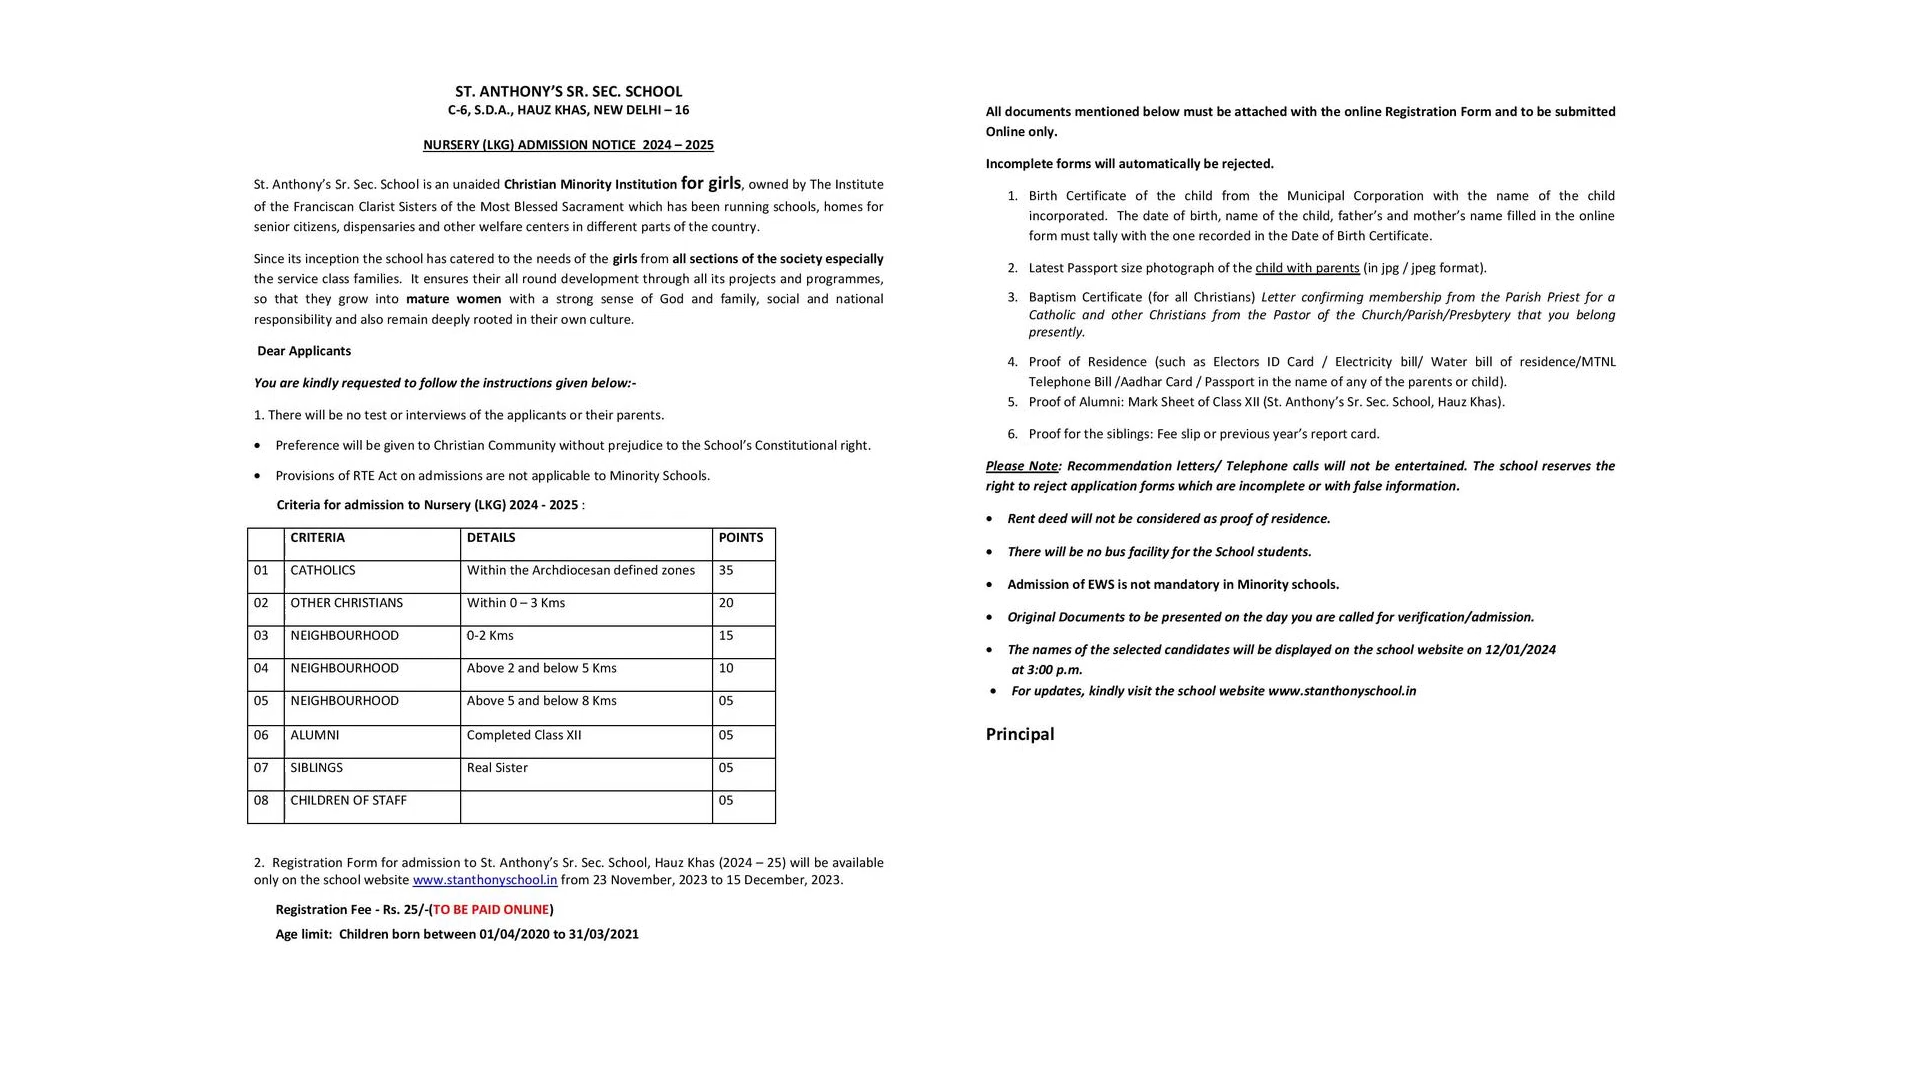 ST. ANTHONY'S SR. SEC. SCHOOL
C-6, S.D.A., HAUZ KHAS, NEW DELHI – 16
NURSERY (LKG) ADMISSION NOTICE 2024 – 2025
St. Anthony's Sr. Sec. School is an unaided Christian Minority Institution for girls, owned by The Institute
of the Franciscan Clarist Sisters of the Most Blessed Sacrament which has been running schools, homes for
senior citizens, dispensaries and other welfare centers in different parts of the country.
Since its inception the school has catered to the needs of the girls from all sections of the society especially
the service class families. It ensures their all round development through all its projects and programmes,
so that they grow into mature women with a strong sense of God and family, social and national
responsibility and also remain deeply rooted in their own culture.
Dear Applicants
You are kindly requested to follow the instructions given below:-
1. There will be no test or interviews of the applicants or their parents.
• Preference will be given to Christian Community without prejudice to the School's Constitutional right.
• Provisions of RTE Act on admissions are not applicable to Minority Schools.
Criteria for admission to Nursery (LKG) 2024 - 2025 :
CRITERIA DETAILS POINTS
01 CATHOLICS Within the Archdiocesan defined zones 35
02 OTHER CHRISTIANS Within 0 – 3 Kms 20
03 NEIGHBOURHOOD 0-2 Kms 15
04 NEIGHBOURHOOD Above 2 and below 5 Kms 10
05 NEIGHBOURHOOD Above 5 and below 8 Kms 05
06 ALUMNI Completed Class XII 05
07 SIBLINGS Real Sister 05
08 CHILDREN OF STAFF 05
2. Registration Form for admission to St. Anthony's Sr. Sec. School, Hauz Khas (2024 – 25) will be available
only on the school website www.stanthonyschool.in from 23 November, 2023 to 15 December, 2023.
Registration Fee - Rs. 25/-(TO BE PAID ONLINE)
Age limit: Children born between 01/04/2020 to 31/03/2021
All documents mentioned below must be attached with the online Registration Form and to be submitted
Online only.
Incomplete forms will automatically be rejected.
1. Birth Certificate of the child from the Municipal Corporation with the name of the child
incorporated. The date of birth, name of the child, father's and mother's name filled in the online
form must tally with the one recorded in the Date of Birth Certificate.
2. Latest Passport size photograph of the child with parents (in jpg / jpeg format).
3. Baptism Certificate (for all Christians) Letter confirming membership from the Parish Priest for a
Catholic and other Christians from the Pastor of the Church/Parish/Presbytery that you belong
presently.
4. Proof of Residence (such as Electors ID Card / Electricity bill/ Water bill of residence/MTNL
Telephone Bill /Aadhar Card / Passport in the name of any of the parents or child).
5. Proof of Alumni: Mark Sheet of Class XII (St. Anthony's Sr. Sec. School, Hauz Khas).
6. Proof for the siblings: Fee slip or previous year's report card.
Please Note: Recommendation letters/ Telephone calls will not be entertained. The school reserves the
right to reject application forms which are incomplete or with false information.
• Rent deed will not be considered as proof of residence.
• There will be no bus facility for the School students.
• Admission of EWS is not mandatory in Minority schools.
• Original Documents to be presented on the day you are called for verification/admission.
• The names of the selected candidates will be displayed on the school website on 12/01/2024
at 3:00 p.m.
• For updates, kindly visit the school website www.stanthonyschool.in
Principal